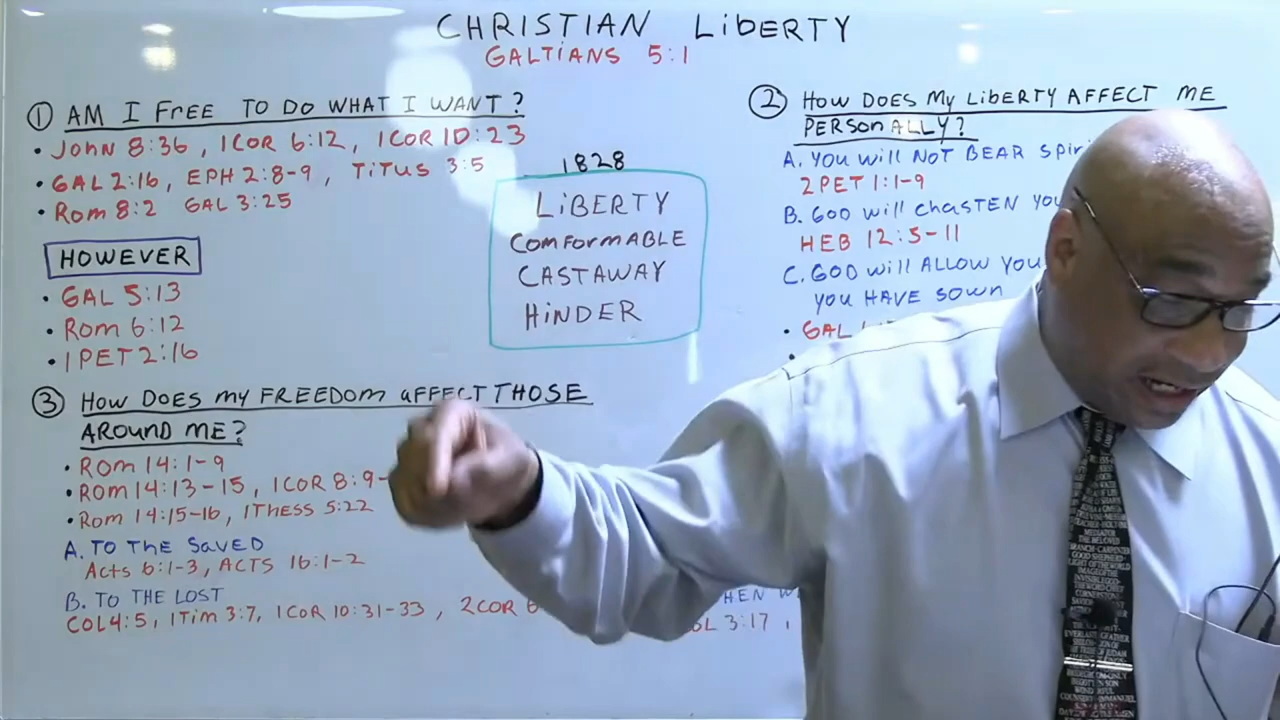 CHRISTIAN LIBERTY
GALTIANS 5:1
① AM I FREE TO DO WHAT I WANT?
• John 8:36, 1COR 6:12, 1COR 10:23
• GAL 2:16, EPH 2:8-9, TITUS 3:5
• Rom 8:2 GAL 3:25
HOWEVER
• GAL 5:13
• Rom 6:12
• 1PET 2:16
1828
LIBERTY
COMFORMABLE
CASTAWAY
HINDER
② HOW DOES MY LIBERTY AFFECT ME
PERSONALLY?
A. YOU will NOT BEAR
2PET 1:1-9
B. GOD will chASTEN YOU
HEB 12:5-11
C. GOD will ALLOW YOU
YOU HAVE SOWN
• GAL
③ HOW DOES MY FREEDOM AFFECT THOSE
AROUND ME?
• Rom 14:1-9
• Rom 14:13-15, 1COR 8:9-
• Rom 14:15-16, 1Thess 5:22
A. TO The SAVED
Acts 6:1-3, ACTS 16:1-2
B. TO THE LOST
COL 4:5, 1Tim 3:7, 1COR 10:31-33, 2COR 6
3:17,